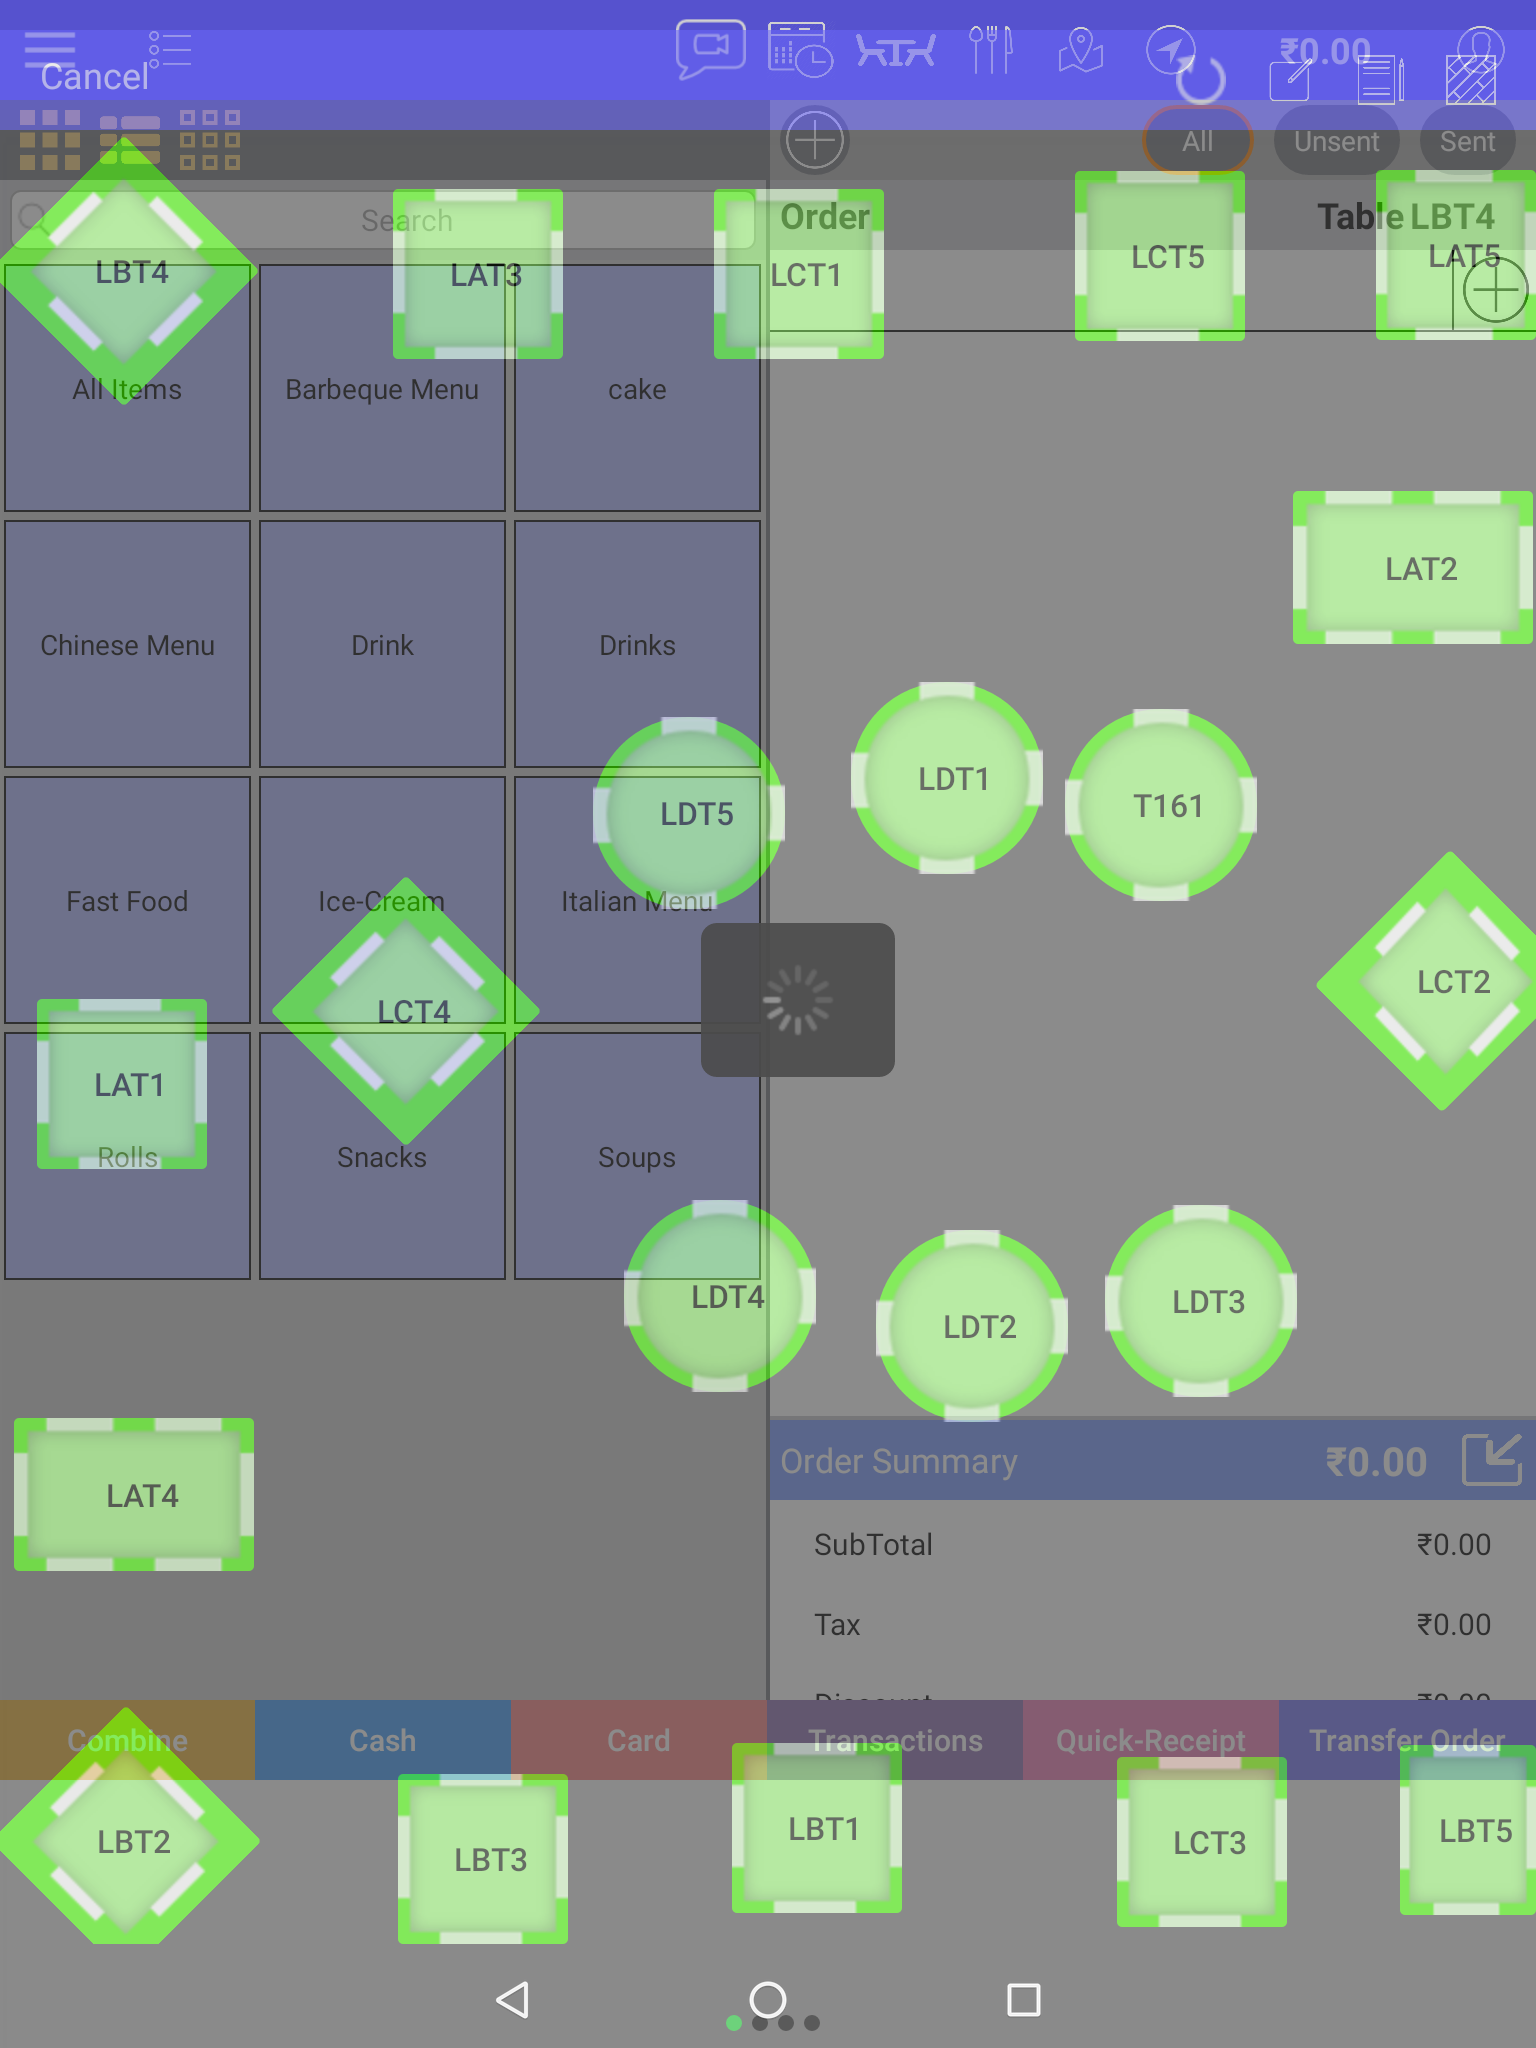 ₹0.00
Cancel
All Unsent Sent
Search Order Table LBT4
LBT4 LAT3 LCT1 LCT5 LAT5
All Items Barbeque Menu cake
LAT2
Chinese Menu Drink Drinks
LDT5 LDT1 T161
Fast Food Ice-Cream Italian Menu
LCT4 LCT2
LAT1
Rolls Snacks Soups
LDT4 LDT2 LDT3
Order Summary ₹0.00
LAT4
SubTotal ₹0.00
Tax ₹0.00
Discount ₹0.00
Combine Cash Card Transactions Quick-Receipt Transfer Order
LBT2 LBT3 LBT1 LCT3 LBT5